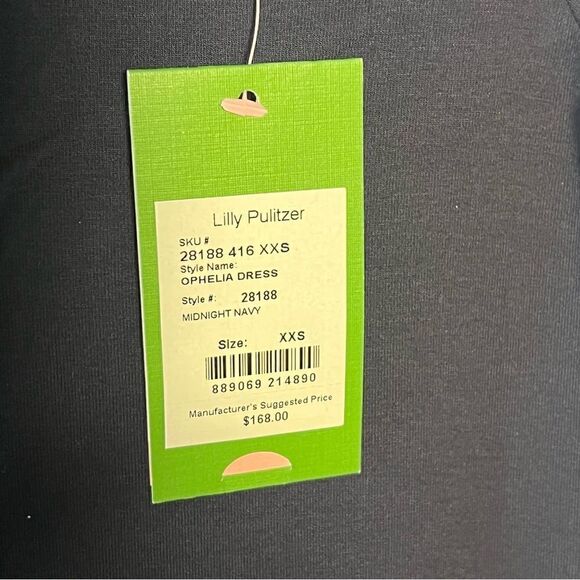 Lilly Pulitzer
SKU #
28188 416 XXS
Style Name:
OPHELIA DRESS
Style #: 28188
MIDNIGHT NAVY
Size: XXS
889069 214890
Manufacturer's Suggested Price
$168.00